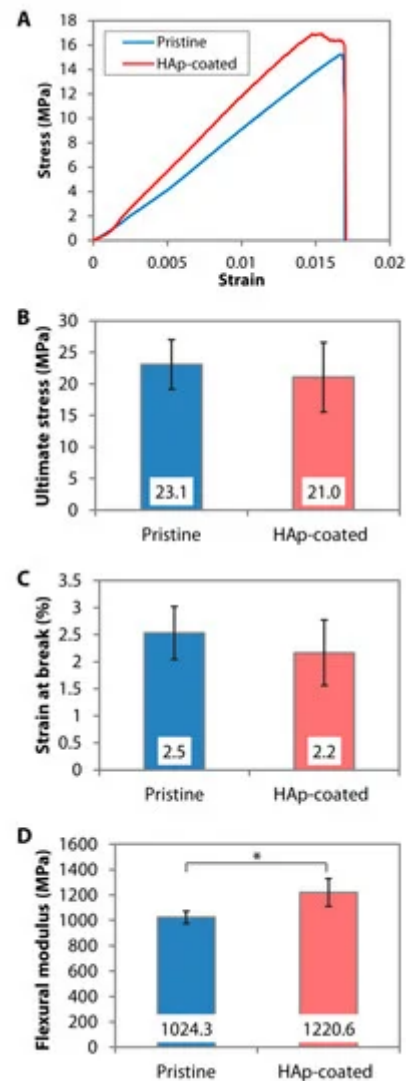 A
Stress (MPa)
18
16
14
12
10
8
6
4
2
0
Pristine
HAp-coated
0 0.005 0.01 0.015 0.02
Strain
B
Ultimate stress (MPa)
30
25
20
15
10
5
0
23.1 21.0
Pristine HAp-coated
C
Strain at break (%)
3.5
3
2.5
2
1.5
1
0.5
0
2.5 2.2
Pristine HAp-coated
D
Flexural modulus (MPa)
1600
1400
1200
1000
800
600
400
200
0
*
1024.3 1220.6
Pristine HAp-coated